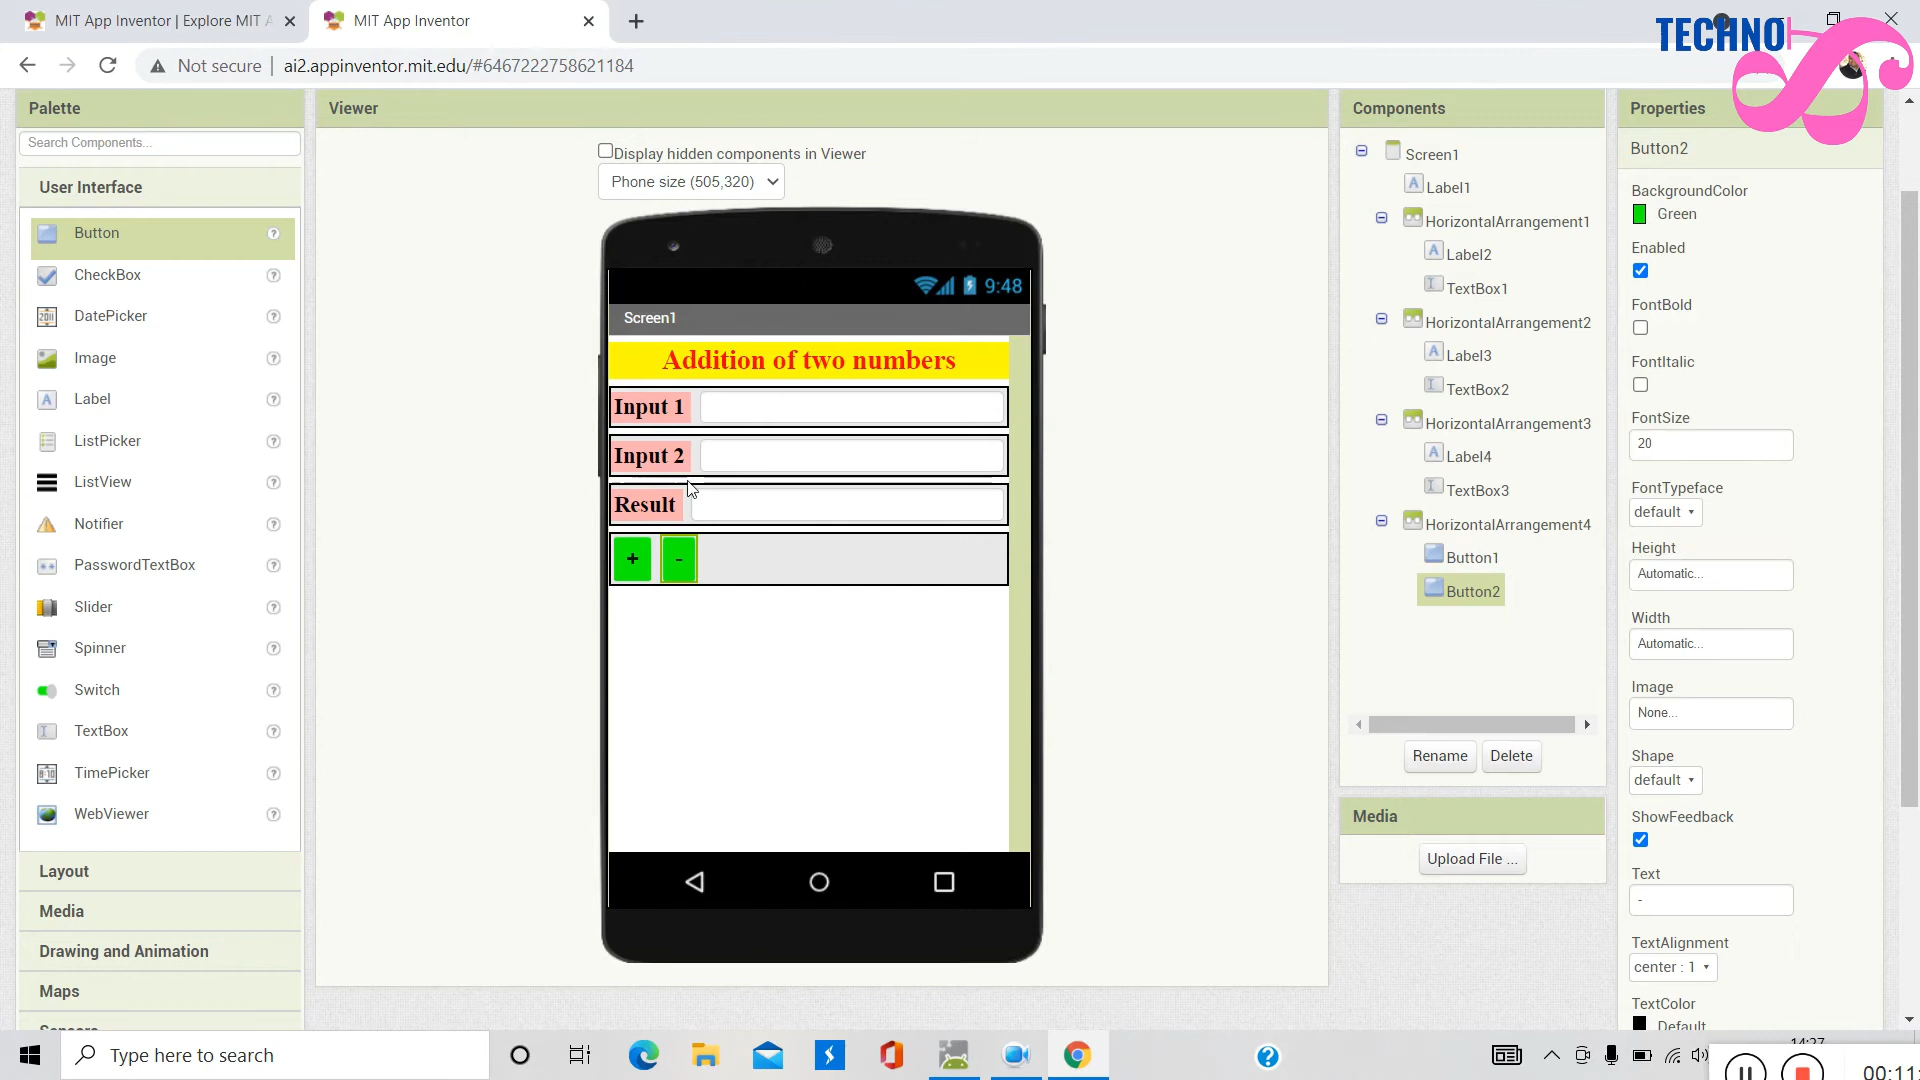 MIT App Inventor | Explore MIT A
MIT App Inventor
TECHNO
Not secure | ai2.appinventor.mit.edu/#6467222758621184
Palette
Search Components...
User Interface
Button
CheckBox
DatePicker
Image
Label
ListPicker
ListView
Notifier
PasswordTextBox
Slider
Spinner
Switch
TextBox
TimePicker
WebViewer
Layout
Media
Drawing and Animation
Maps
Sensors
Viewer
Display hidden components in Viewer
Phone size (505,320)
9:48
Screen1
Addition of two numbers
Input 1
Input 2
Result
+ -
Components
Screen1
Label1
HorizontalArrangement1
Label2
TextBox1
HorizontalArrangement2
Label3
TextBox2
HorizontalArrangement3
Label4
TextBox3
HorizontalArrangement4
Button1
Button2
Rename Delete
Media
Upload File ...
Properties
Button2
BackgroundColor
Green
Enabled
FontBold
FontItalic
FontSize
20
FontTypeface
default
Height
Automatic...
Width
Automatic...
Image
None...
Shape
default
ShowFeedback
Text
-
TextAlignment
center : 1
TextColor
Default
Type here to search
14:27
00:11: